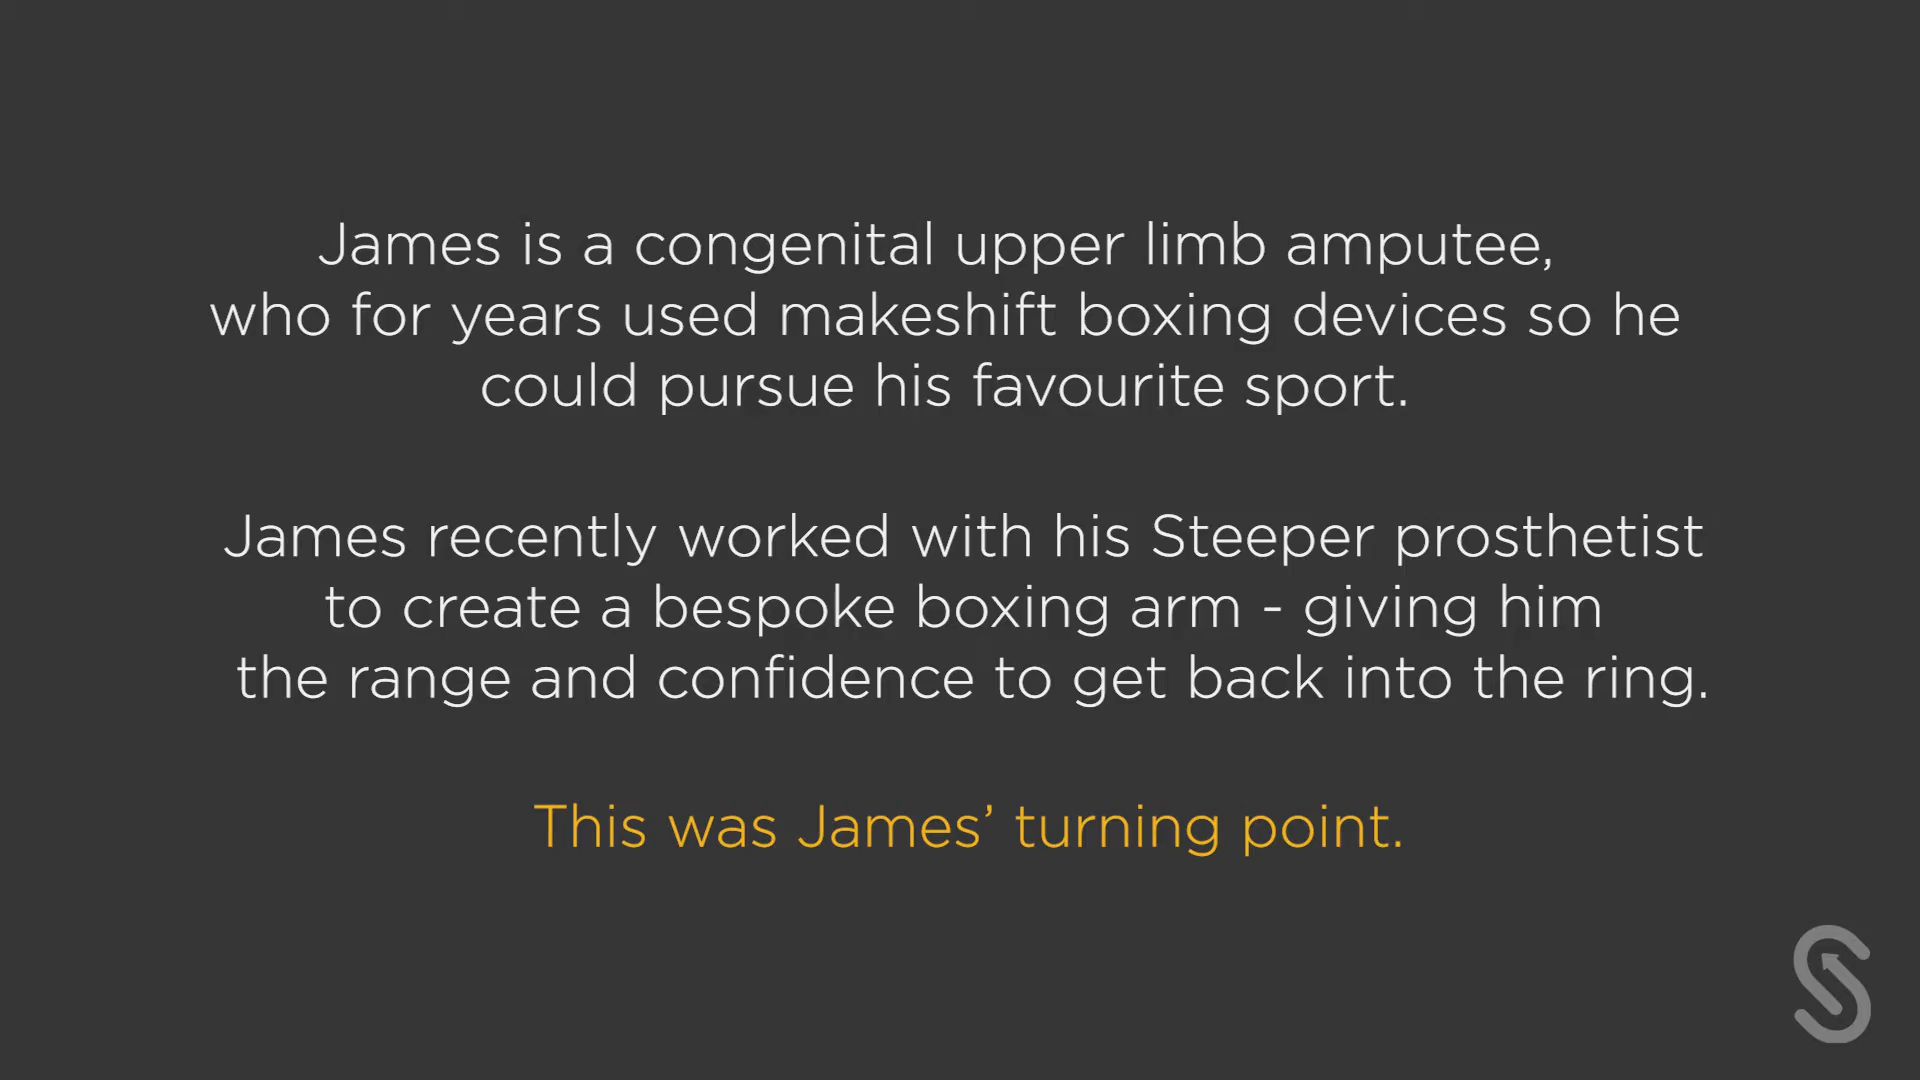 James is a congenital upper limb amputee,
who for years used makeshift boxing devices so he
could pursue his favourite sport.
James recently worked with his Steeper prosthetist
to create a bespoke boxing arm - giving him
the range and confidence to get back into the ring.
This was James’ turning point.